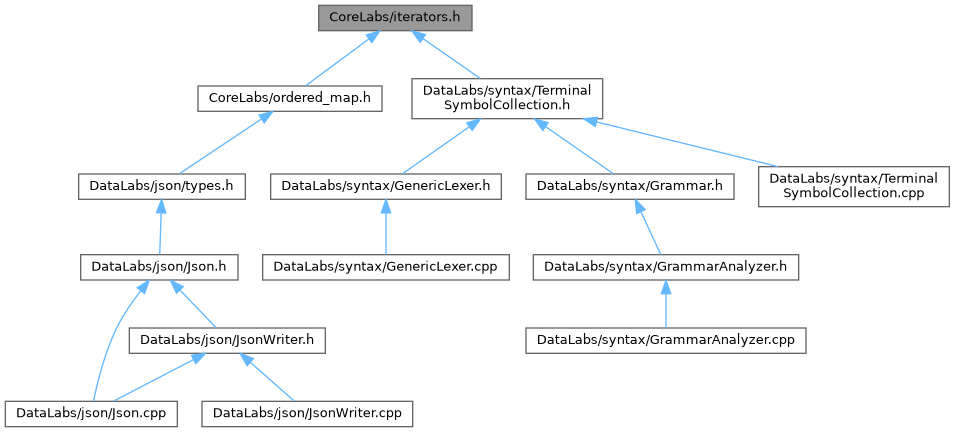 CoreLabs/iterators.h
CoreLabs/ordered_map.h
DataLabs/syntax/Terminal
SymbolCollection.h
DataLabs/json/types.h
DataLabs/syntax/GenericLexer.h
DataLabs/syntax/Grammar.h
DataLabs/syntax/Terminal
SymbolCollection.cpp
DataLabs/json/Json.h
DataLabs/syntax/GenericLexer.cpp
DataLabs/syntax/GrammarAnalyzer.h
DataLabs/json/JsonWriter.h
DataLabs/syntax/GrammarAnalyzer.cpp
DataLabs/json/Json.cpp
DataLabs/json/JsonWriter.cpp